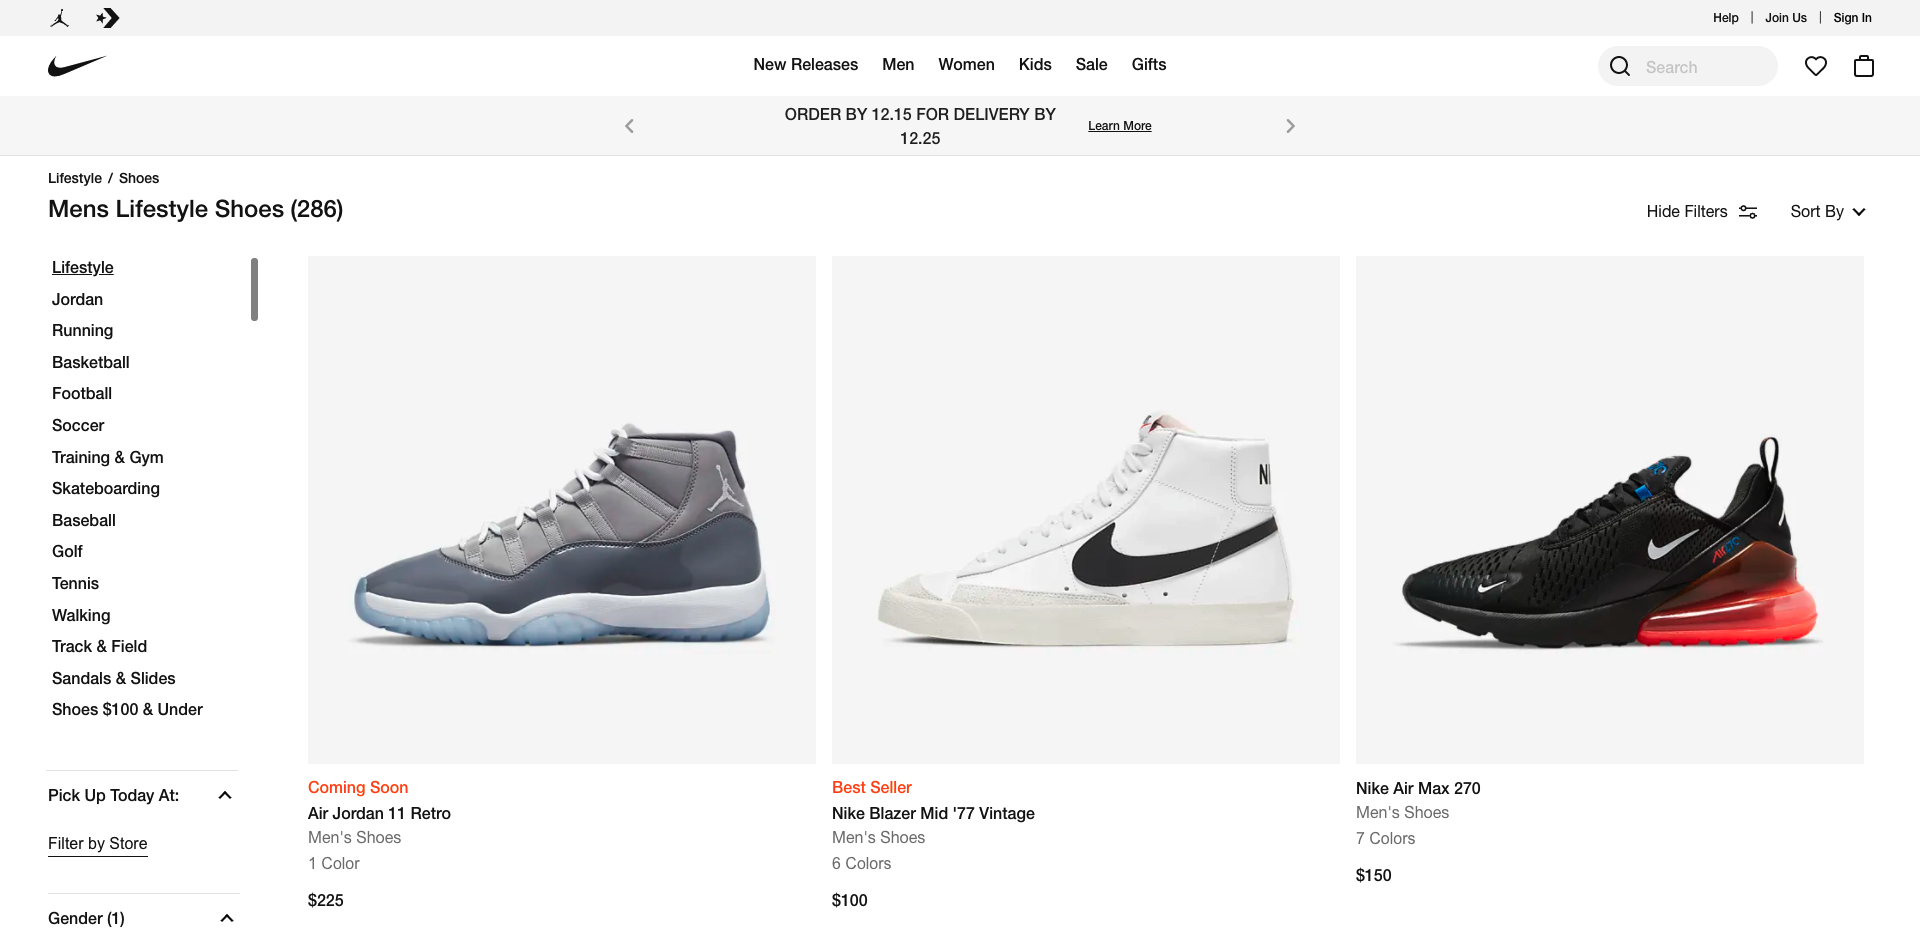 Help | Join Us | Sign In
New Releases Men Women Kids Sale Gifts
Search
ORDER BY 12.15 FOR DELIVERY BY
12.25
Learn More
Lifestyle / Shoes
Mens Lifestyle Shoes (286)
Hide Filters
Sort By
Lifestyle
Jordan
Running
Basketball
Football
Soccer
Training & Gym
Skateboarding
Baseball
Golf
Tennis
Walking
Track & Field
Sandals & Slides
Shoes $100 & Under
Pick Up Today At:
Filter by Store
Gender (1)
NI
Coming Soon
Air Jordan 11 Retro
Men's Shoes
1 Color
$225
Best Seller
Nike Blazer Mid '77 Vintage
Men's Shoes
6 Colors
$100
Nike Air Max 270
Men's Shoes
7 Colors
$150